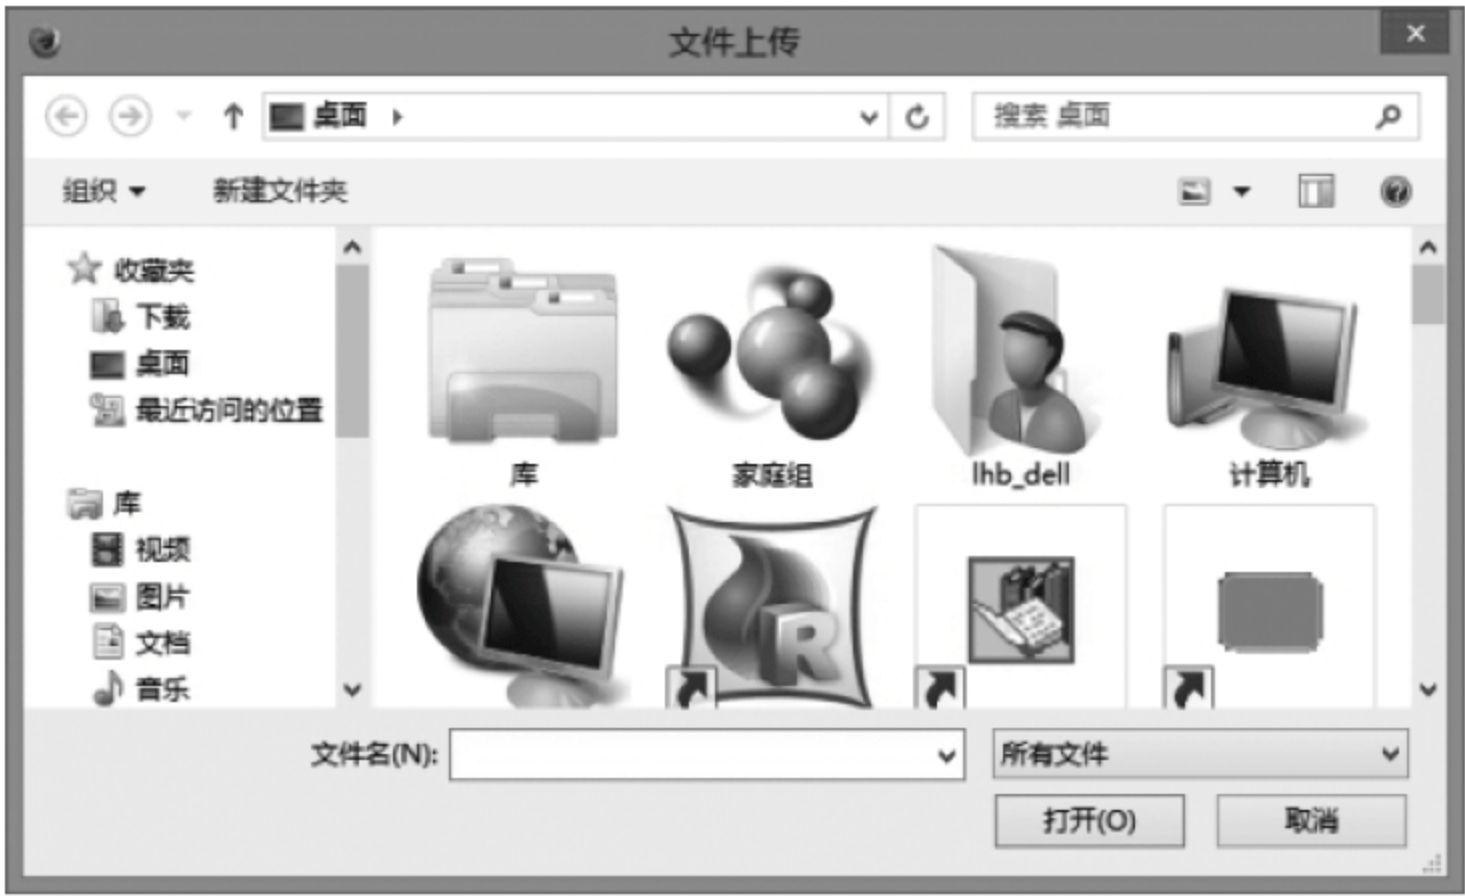 文件上传
桌面
搜索 桌面
组织
新建文件夹
收藏夹
下载
桌面
最近访问的位置
库
视频
图片
文档
音乐
库
家庭组
lhb_dell
计算机
R
文件名(N):
所有文件
打开(O)
取消